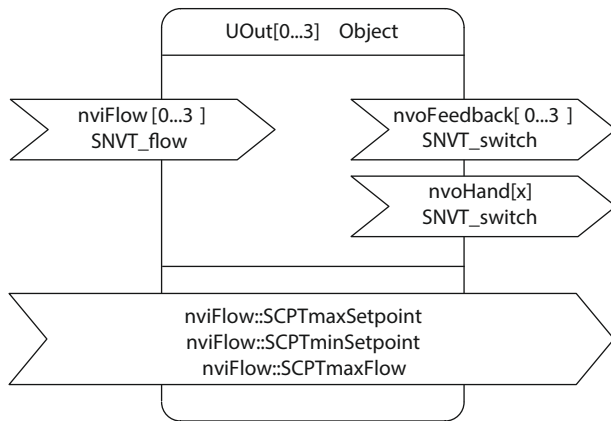 UOut[0...3] Object
nviFlow [0...3 ]
SNVT_flow
nvoFeedback[ 0...3 ]
SNVT_switch
nvoHand[x]
SNVT_switch
nviFlow::SCPTmaxSetpoint
nviFlow::SCPTminSetpoint
nviFlow::SCPTmaxFlow